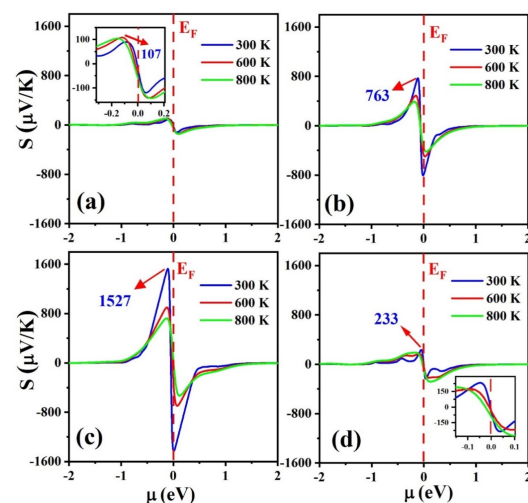 E_F
107
300 K
600 K
800 K
100
0
-100
-0.2 0.0 0.2
1600
800
0
-800
-1600
S (µV/K)
(a)
-2 -1 0 1 2
E_F
763
300 K
600 K
800 K
1600
800
0
-800
-1600
(b)
-2 -1 0 1 2
E_F
1527
300 K
600 K
800 K
1600
800
0
-800
-1600
S (µV/K)
(c)
-2 -1 0 1 2
µ (eV)
E_F
233
300 K
600 K
800 K
1600
800
0
-800
-1600
150
0
-150
-0.1 0.0 0.1
(d)
-2 -1 0 1 2
µ (eV)